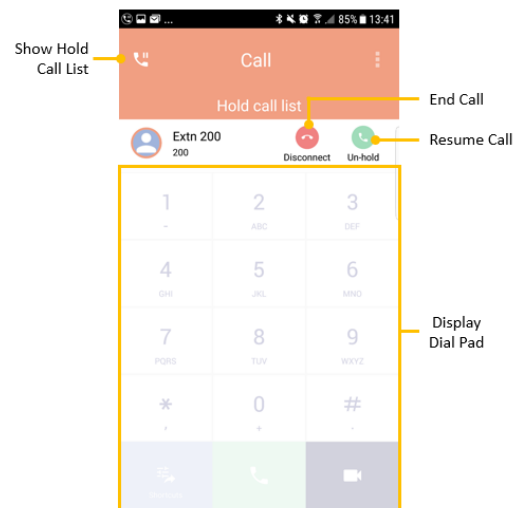 ... 85% 13:41
Show Hold
Call List
Call
Hold call list
End Call
Extn 200
200
Disconnect
Un-hold
Resume Call
1
2
ABC
3
DEF
4
GHI
5
JKL
6
MNO
7
PQRS
8
TUV
9
WXYZ
Display
Dial Pad
*
,
0
+
#